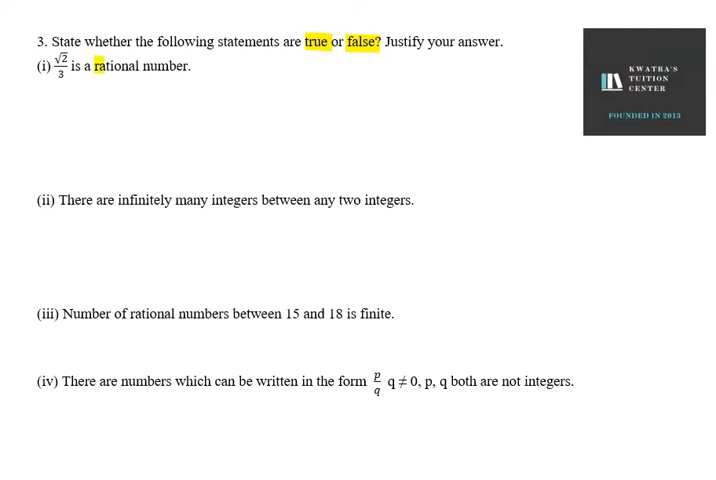 3. State whether the following statements are true or false? Justify your answer.
(i) √2/3 is a rational number.
KWATRA'S
TUITION
CENTER
FOUNDED IN 2013
(ii) There are infinitely many integers between any two integers.
(iii) Number of rational numbers between 15 and 18 is finite.
(iv) There are numbers which can be written in the form p/q q ≠ 0, p, q both are not integers.